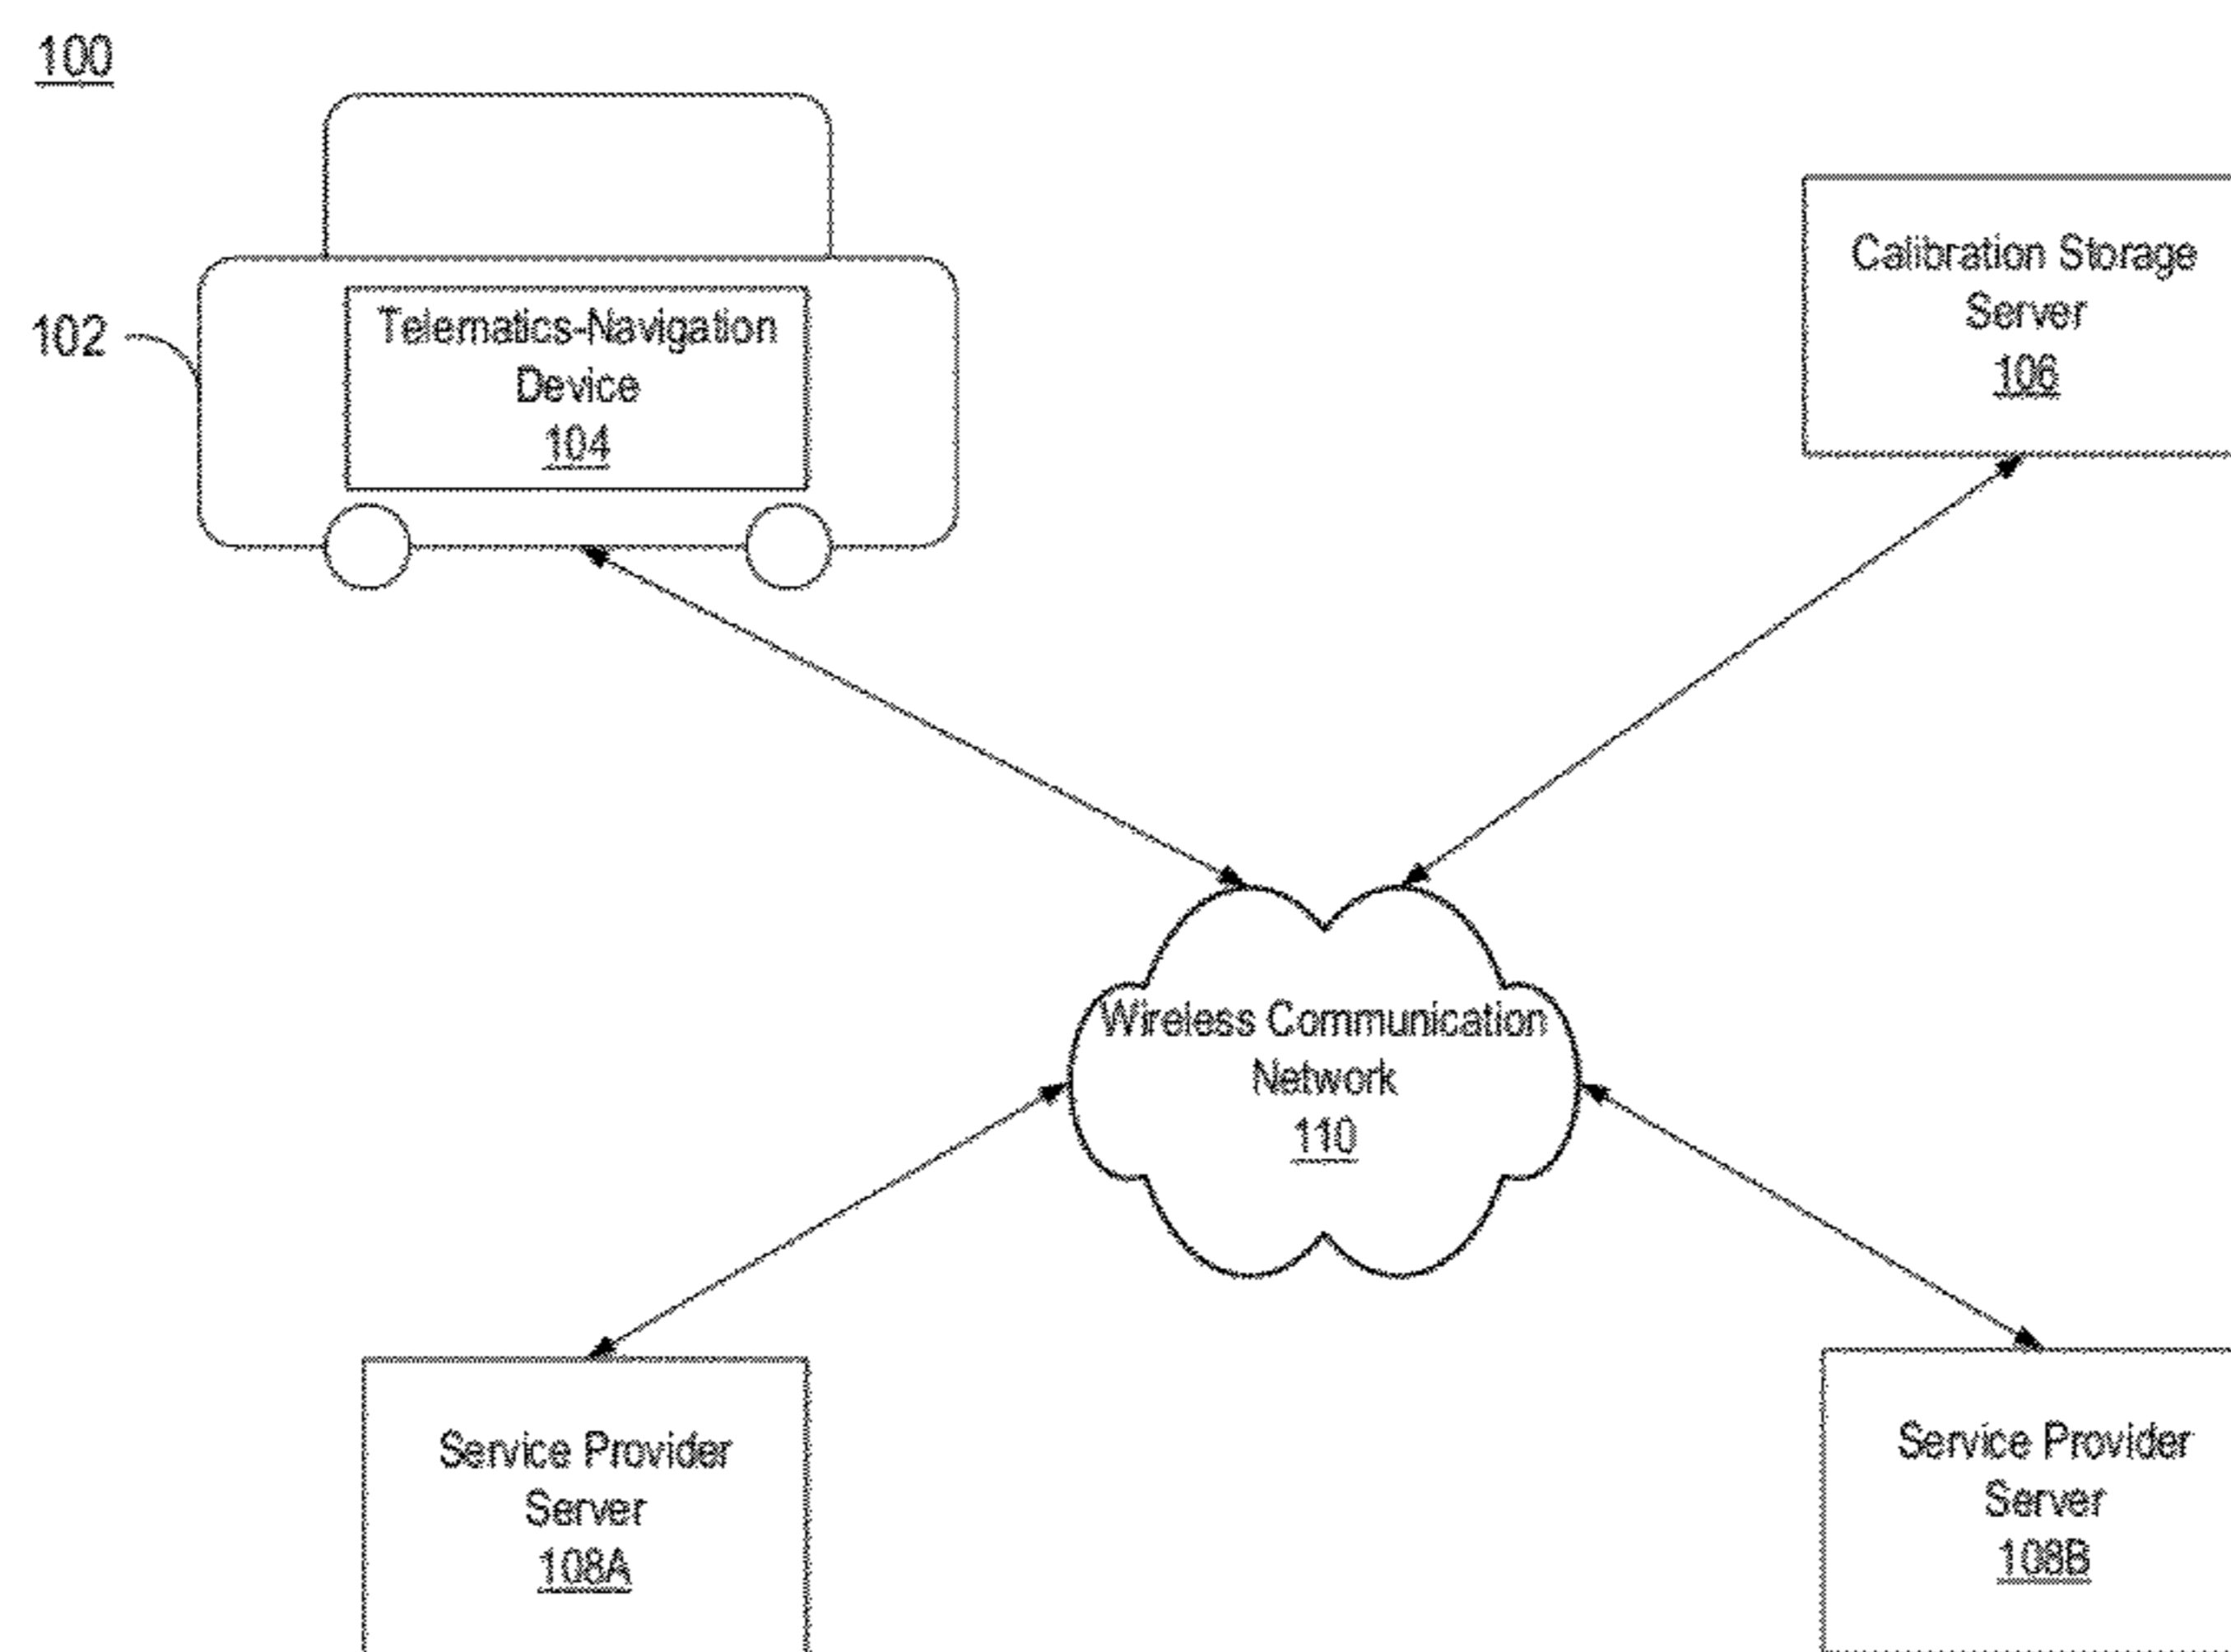 100
102
Telematics-Navigation
Device
104
Calibration Storage
Server
106
Wireless Communication
Network
110
Service Provider
Server
108A
Service Provider
Server
108B